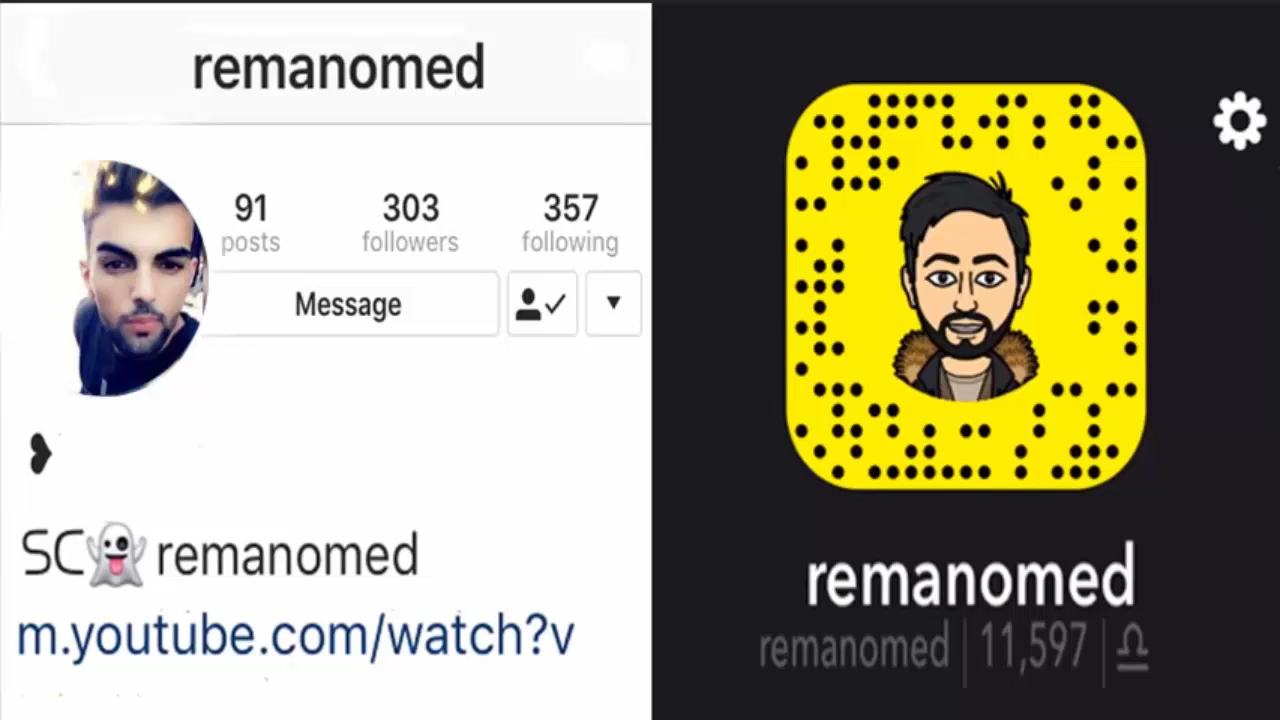 remanomed
91 303 357
posts followers following
Message
SC👻remanomed
m.youtube.com/watch?v
remanomed
remanomed | 11,597 | ♎